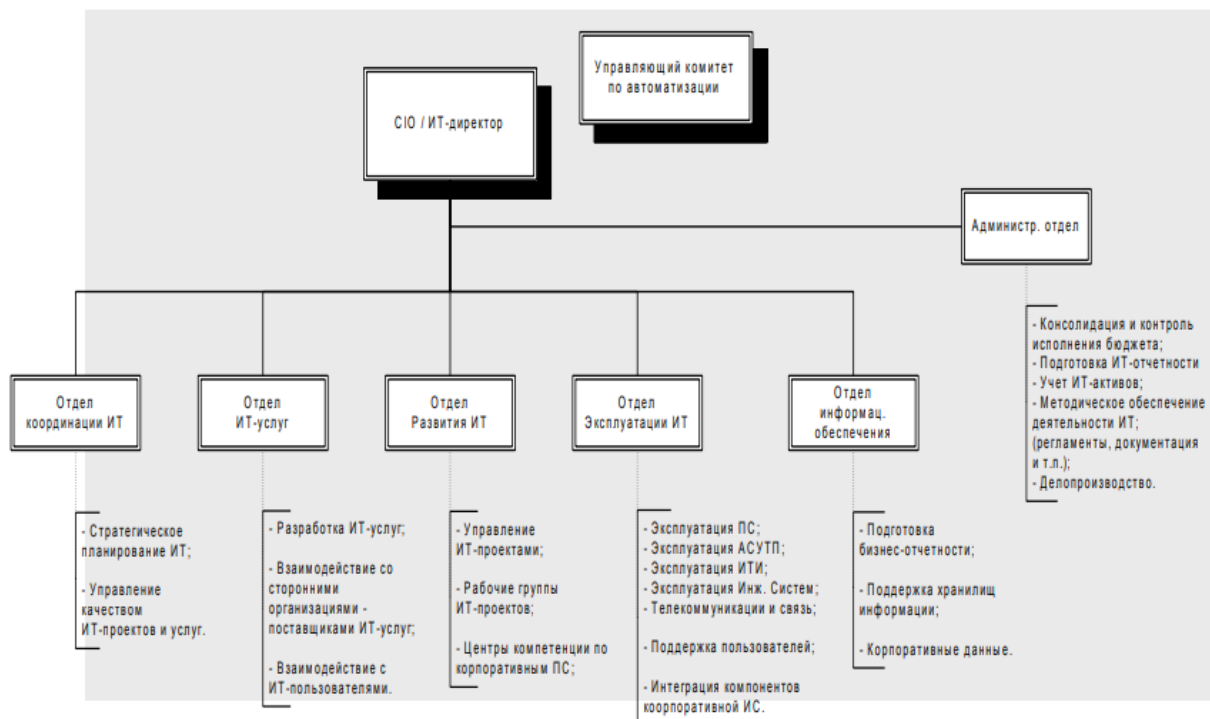 Управляющий комитет
по автоматизации
CIO / ИТ-директор
Администр. отдел
- Консолидация и контроль
исполнения бюджета;
- Подготовка ИТ-отчетности
- Учет ИТ-активов;
- Методическое обеспечение
деятельности ИТ;
(регламенты, документация
и т.п.);
- Делопроизводство.
Отдел
координации ИТ
- Стратегическое
планирование ИТ;
- Управление
качеством
ИТ-проектов и услуг.
Отдел
ИТ-услуг
- Разработка ИТ-услуг;
- Взаимодействие со
сторонними
организациями -
поставщиками ИТ-услуг;
- Взаимодействие с
ИТ-пользователями.
Отдел
Развития ИТ
- Управление
ИТ-проектами;
- Рабочие группы
ИТ-проектов;
- Центры компетенции по
корпоративным ПС;
Отдел
Эксплуатации ИТ
- Эксплуатация ПС;
- Эксплуатация АСУТП;
- Эксплуатация ИТИ;
- Эксплуатация Инж. Систем;
- Телекоммуникации и связь;
- Поддержка пользователей;
- Интеграция компонентов
коорпоративной ИС.
Отдел
информац.
обеспечения
- Подготовка
бизнес-отчетности;
- Поддержка хранилищ
информации;
- Корпоративные данные.